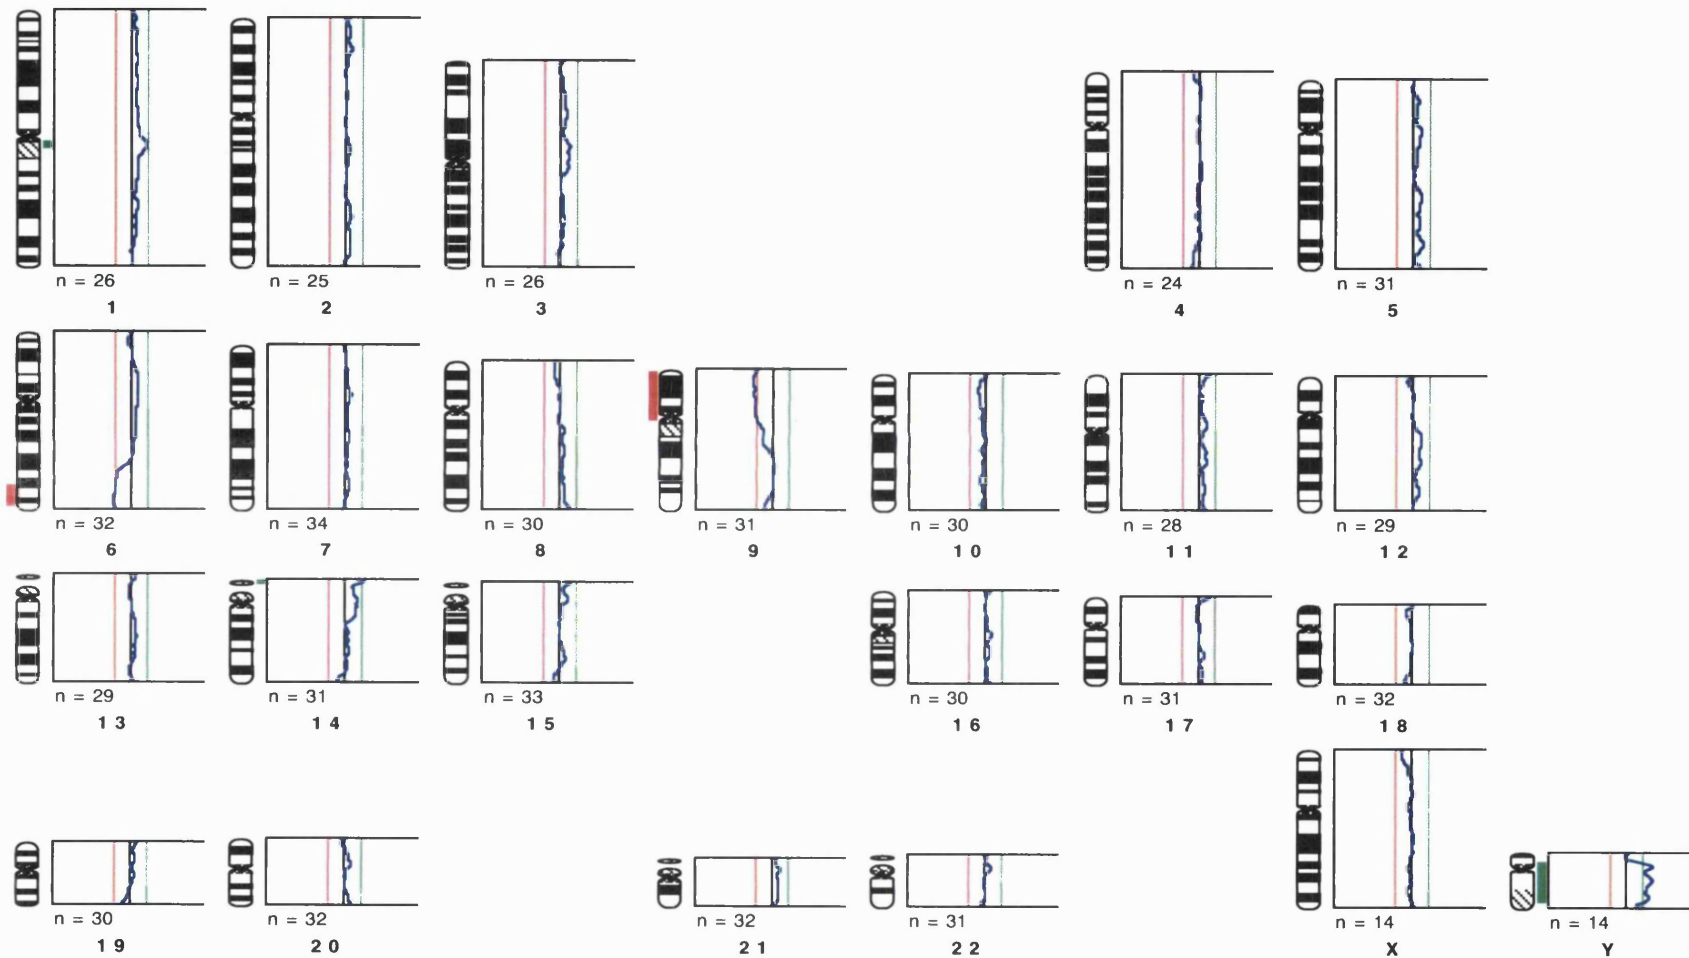 n = 26
1
n = 25
2
n = 26
3
n = 24
4
n = 31
5
n = 32
6
n = 34
7
n = 30
8
n = 31
9
n = 30
1 0
n = 28
1 1
n = 29
1 2
n = 29
1 3
n = 31
1 4
n = 33
1 5
n = 30
1 6
n = 31
1 7
n = 32
1 8
n = 30
1 9
n = 32
2 0
n = 32
2 1
n = 31
2 2
n = 14
X
n = 14
Y